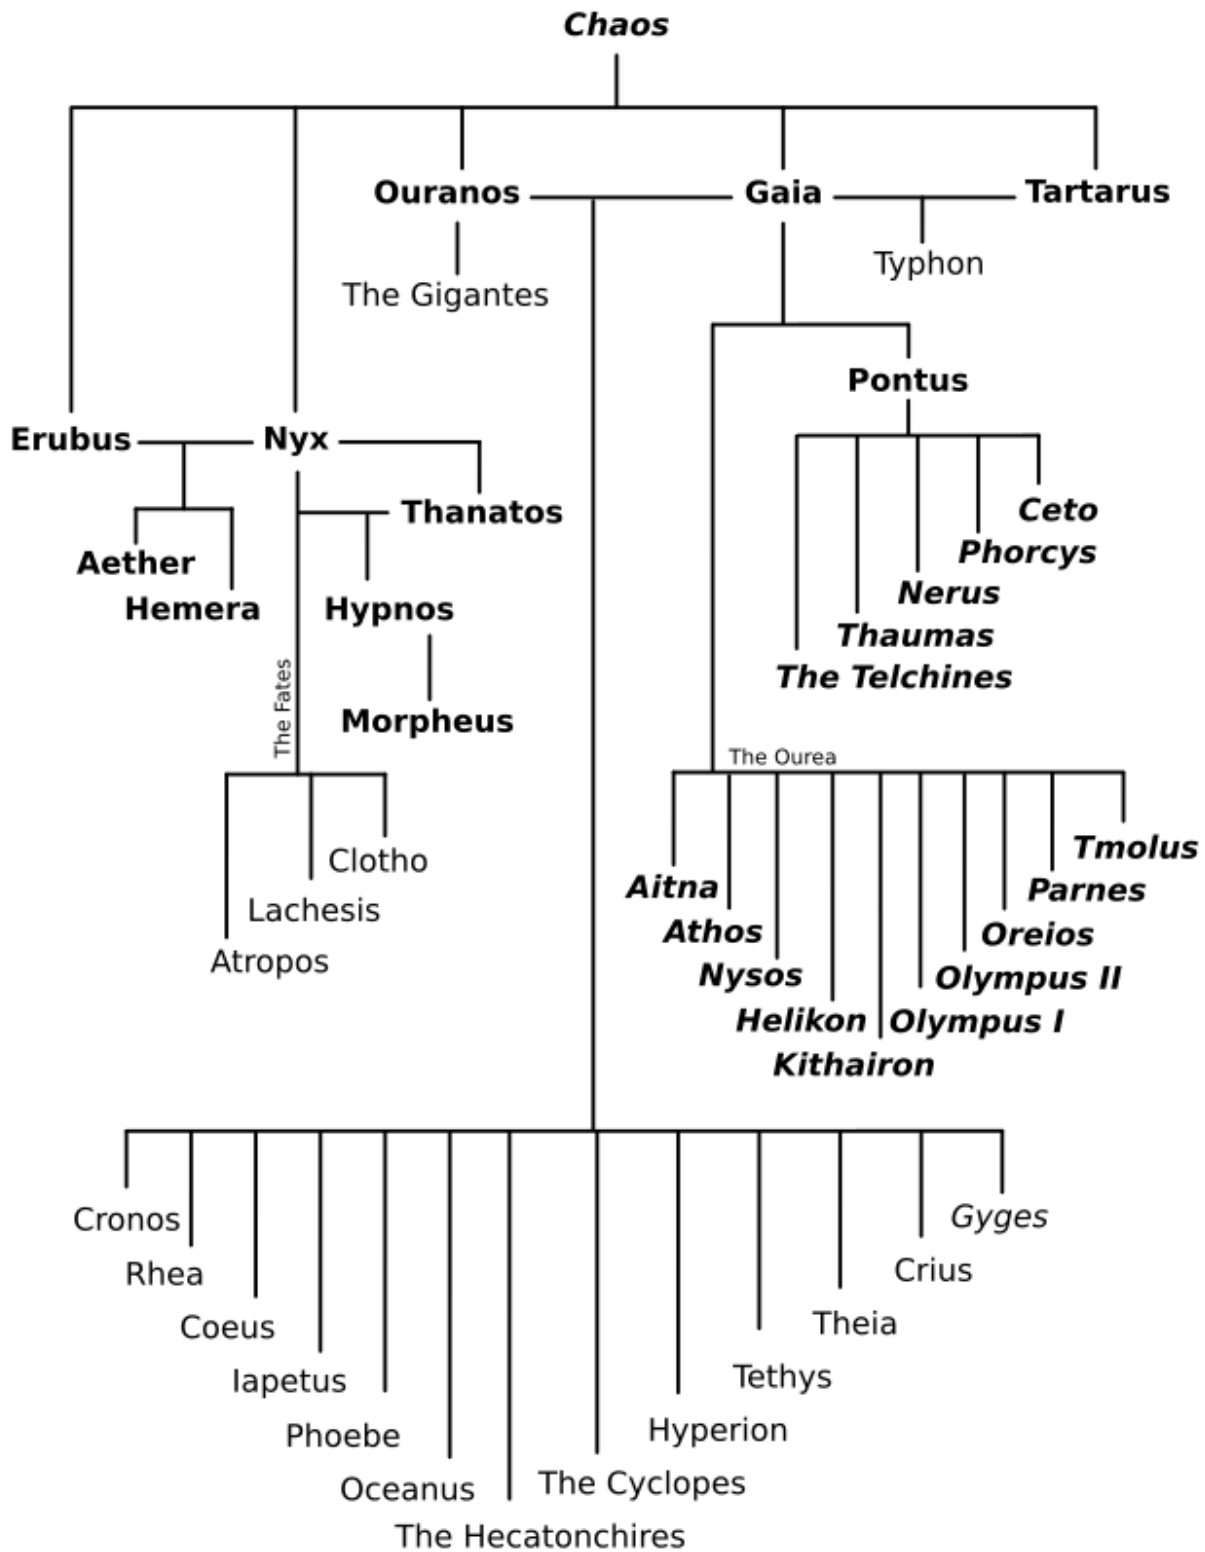 Chaos
Ouranos
Gaia
Tartarus
Typhon
The Gigantes
Pontus
Erubus
Nyx
Thanatos
Ceto
Phorcys
Aether
Nerus
Hemera
Hypnos
Thaumas
The Telchines
The Fates
Morpheus
The Ourea
Clotho
Tmolus
Aitna
Parnes
Lachesis
Athos
Oreios
Atropos
Nysos
Olympus II
Helikon
Olympus I
Kithairon
Cronos
Gyges
Rhea
Crius
Coeus
Theia
Iapetus
Tethys
Phoebe
Hyperion
Oceanus
The Cyclopes
The Hecatonchires